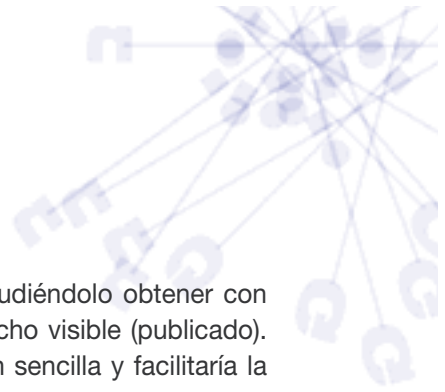 udiéndolo obtener con
cho visible (publicado).
n sencilla y facilitaría la